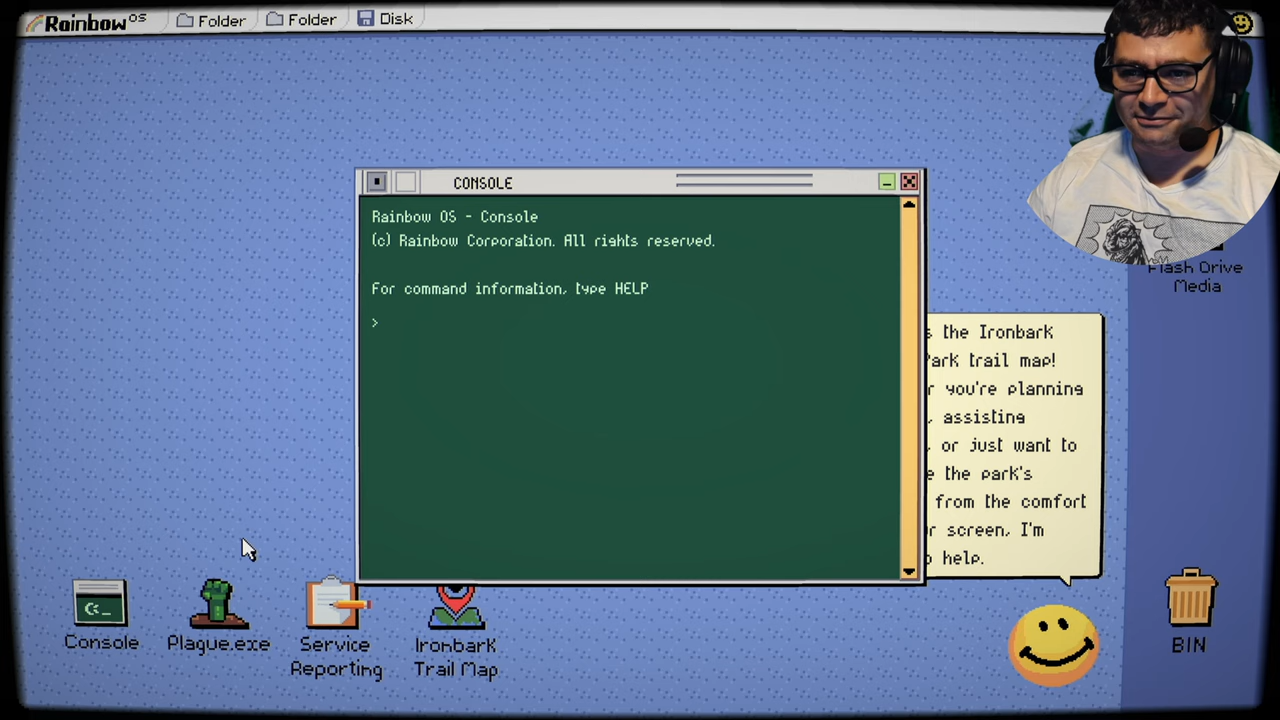 Rainbow OS
Folder
Folder
Disk
CONSOLE
Rainbow OS - Console
(c) Rainbow Corporation. All rights reserved.
For command information, type HELP
>
Flash Drive
Media
s the Ironbark
Park trail map!
r you're planning
, assisting
, or just want to
e the park's
from the comfort
r screen, I'm
o help.
Console
Plague.exe
Service
Reporting
Ironbark
Trail Map
BIN